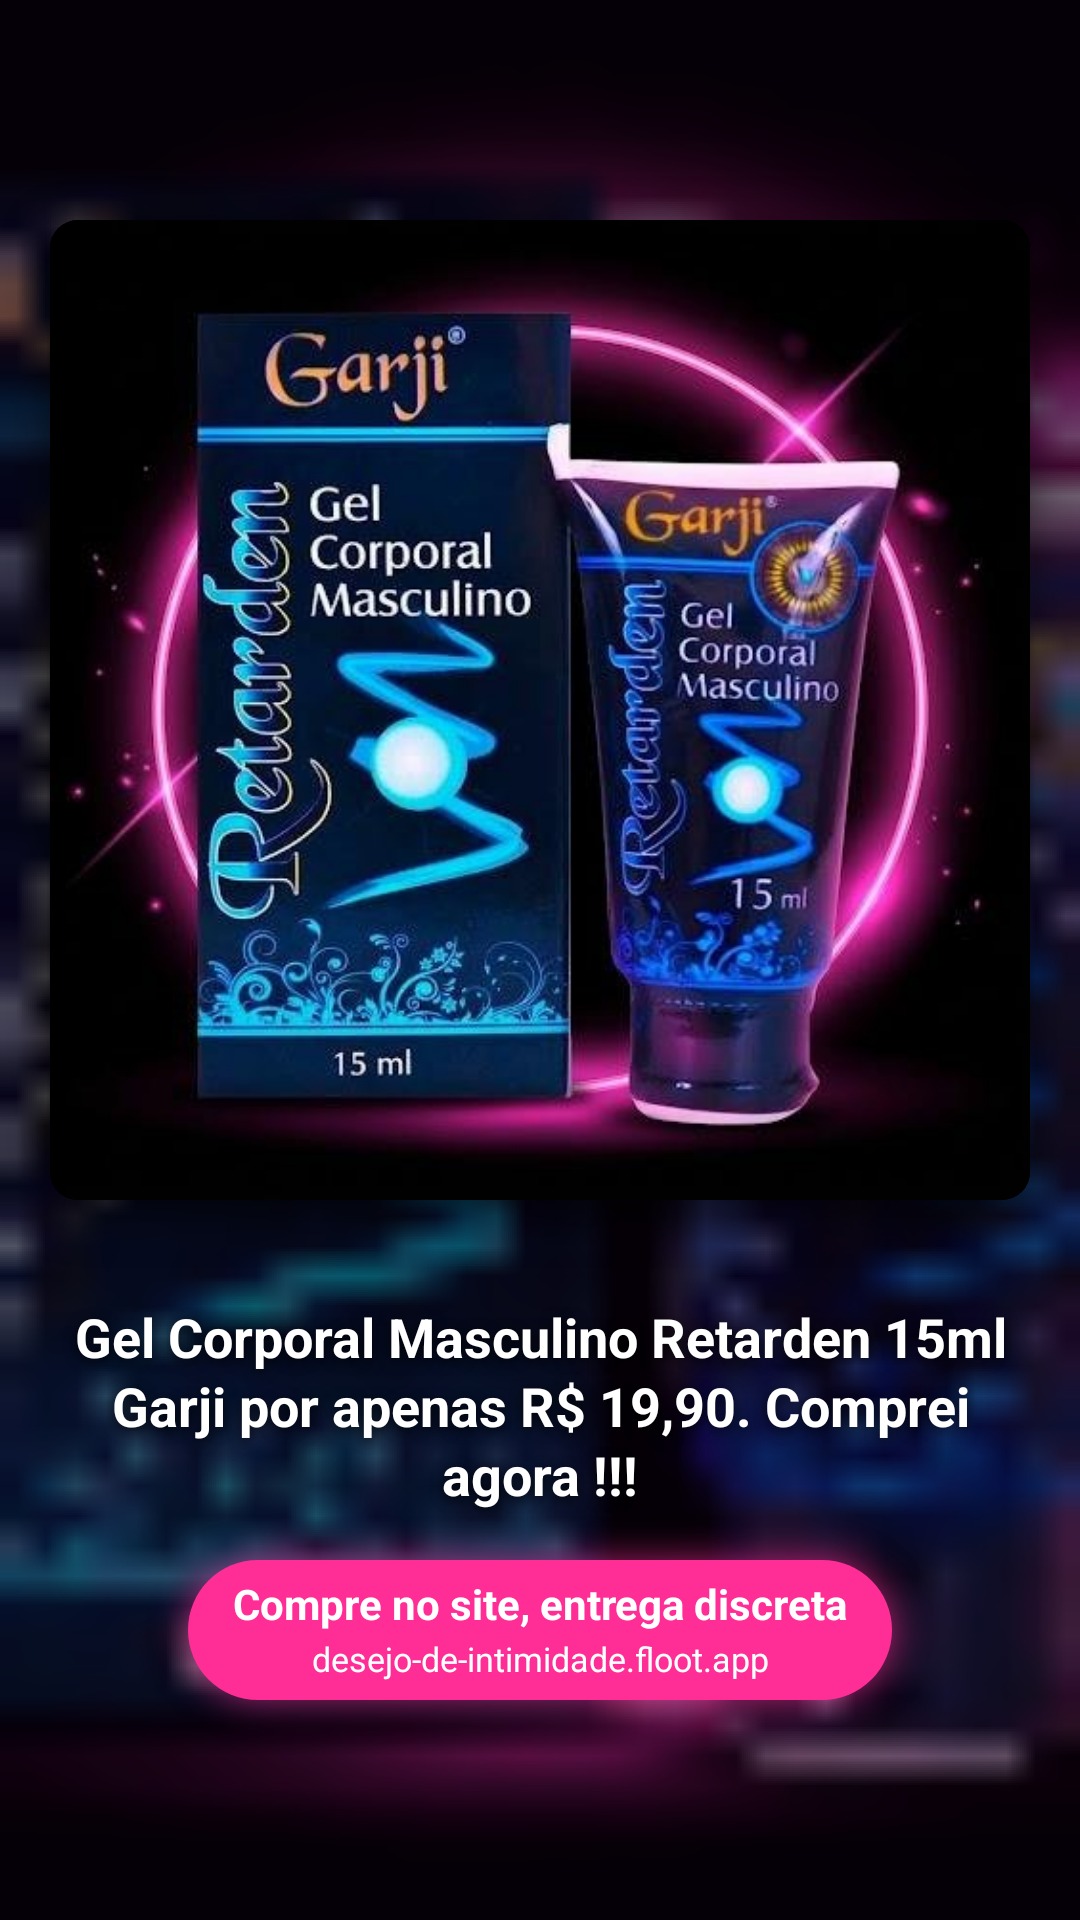 Garji®
Retarden
Gel
Corporal
Masculino
15 ml
Garji®
Retarden
Gel
Corporal
Masculino
15 ml
Gel Corporal Masculino Retarden 15ml
Garji por apenas R$ 19,90. Comprei
agora !!!
Compre no site, entrega discreta
desejo-de-intimidade.floot.app